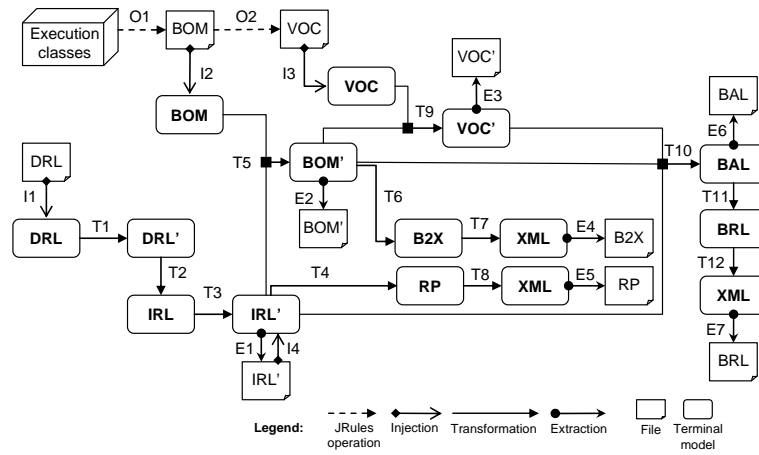 O1 O2
Execution classes
BOM
VOC
VOC'
I2
I3
VOC
T9
E3
VOC'
BAL
BOM
E6
DRL
T5
BOM'
T10
BAL
I1
E2
T6
T11
DRL
T1
DRL'
BOM'
B2X
T7
XML
E4
B2X
BRL
T2
T4
T12
IRL
T3
IRL'
RP
T8
XML
E5
RP
XML
E1
I4
E7
IRL'
BRL
Legend:
JRules operation
Injection
Transformation
Extraction
File
Terminal model